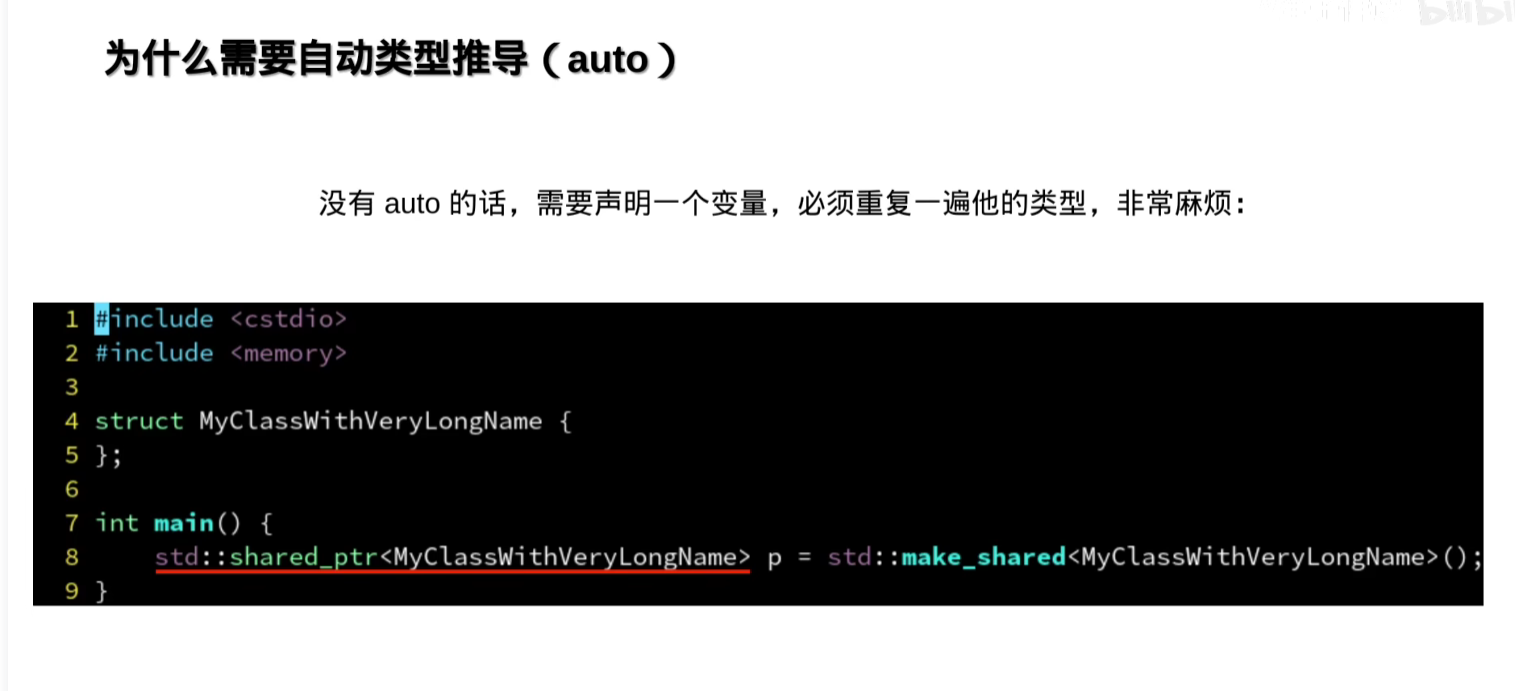 为什么需要自动类型推导（auto）
没有 auto 的话，需要声明一个变量，必须重复一遍他的类型，非常麻烦：
1 #include <cstdio>
2 #include <memory>
3
4 struct MyClassWithVeryLongName {
5 };
6
7 int main() {
8     std::shared_ptr<MyClassWithVeryLongName> p = std::make_shared<MyClassWithVeryLongName>();
9 }